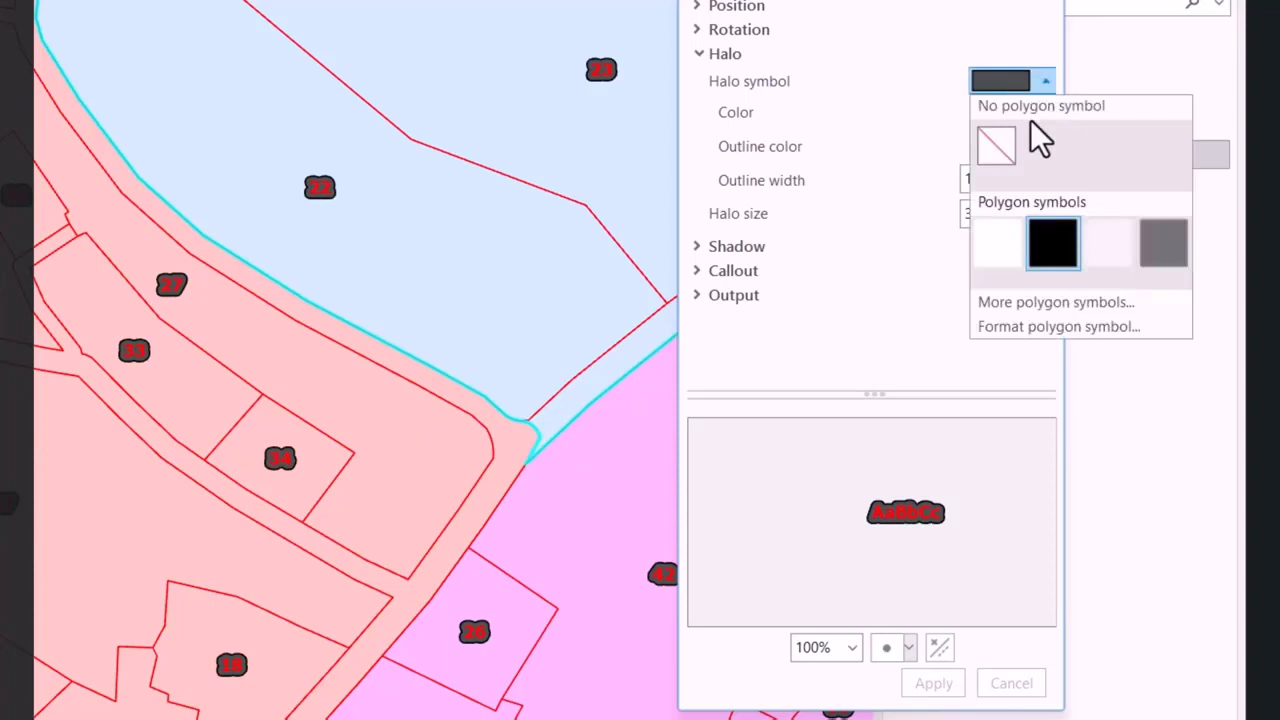 Position
Rotation
Halo
Halo symbol
Color
Outline color
Outline width
Halo size
Shadow
Callout
Output
No polygon symbol
Polygon symbols
More polygon symbols...
Format polygon symbol...
AaBbCc
100%
Apply
Cancel
23
22
27
33
34
42
26
18